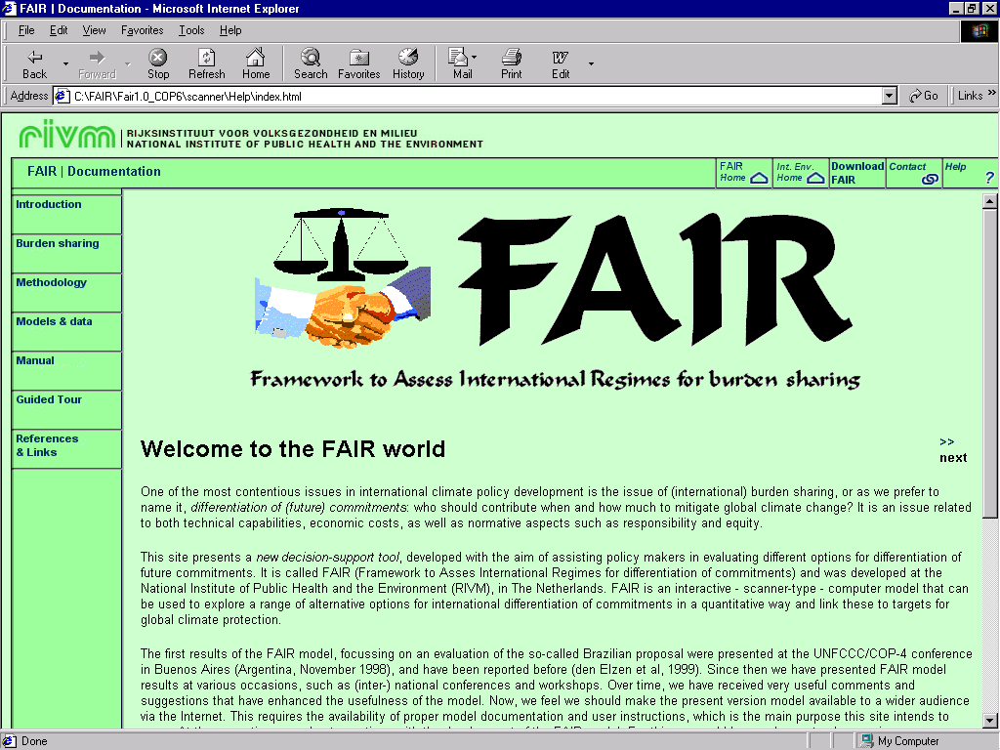 FAIR | Documentation - Microsoft Internet Explorer
File Edit View Favorites Tools Help
Back Forward Stop Refresh Home Search Favorites History Mail Print Edit
Address C:\FAIR\Fair1.0_COP6\scanner\Help\index.html Go Links »
rivm
RIJKSINSTITUUT VOOR VOLKSGEZONDHEID EN MILIEU
NATIONAL INSTITUTE OF PUBLIC HEALTH AND THE ENVIRONMENT
FAIR | Documentation
FAIR
Home
Int. Env.
Home
Download
FAIR
Contact
Help
?
Introduction
Burden sharing
Methodology
Models & data
Manual
Guided Tour
References
& Links
FAIR
Framework to Assess International Regimes for burden sharing
Welcome to the FAIR world
>>
next
One of the most contentious issues in international climate policy development is the issue of (international) burden sharing, or as we prefer to
name it, differentiation of (future) commitments: who should contribute when and how much to mitigate global climate change? It is an issue related
to both technical capabilities, economic costs, as well as normative aspects such as responsibility and equity.
This site presents a new decision-support tool, developed with the aim of assisting policy makers in evaluating different options for differentiation of
future commitments. It is called FAIR (Framework to Asses International Regimes for differentiation of commitments) and was developed at the
National Institute of Public Health and the Environment (RIVM), in The Netherlands. FAIR is an interactive - scanner-type - computer model that can
be used to explore a range of alternative options for international differentiation of commitments in a quantitative way and link these to targets for
global climate protection.
The first results of the FAIR model, focussing on an evaluation of the so-called Brazilian proposal were presented at the UNFCCC/COP-4 conference
in Buenos Aires (Argentina, November 1998), and have been reported before (den Elzen et al, 1999). Since then we have presented FAIR model
results at various occasions, such as (inter-) national conferences and workshops. Over time, we have received very useful comments and
suggestions that have enhanced the usefulness of the model. Now, we feel we should make the present version model available to a wider audience
via the Internet. This requires the availability of proper model documentation and user instructions, which is the main purpose this site intends to
Done
My Computer